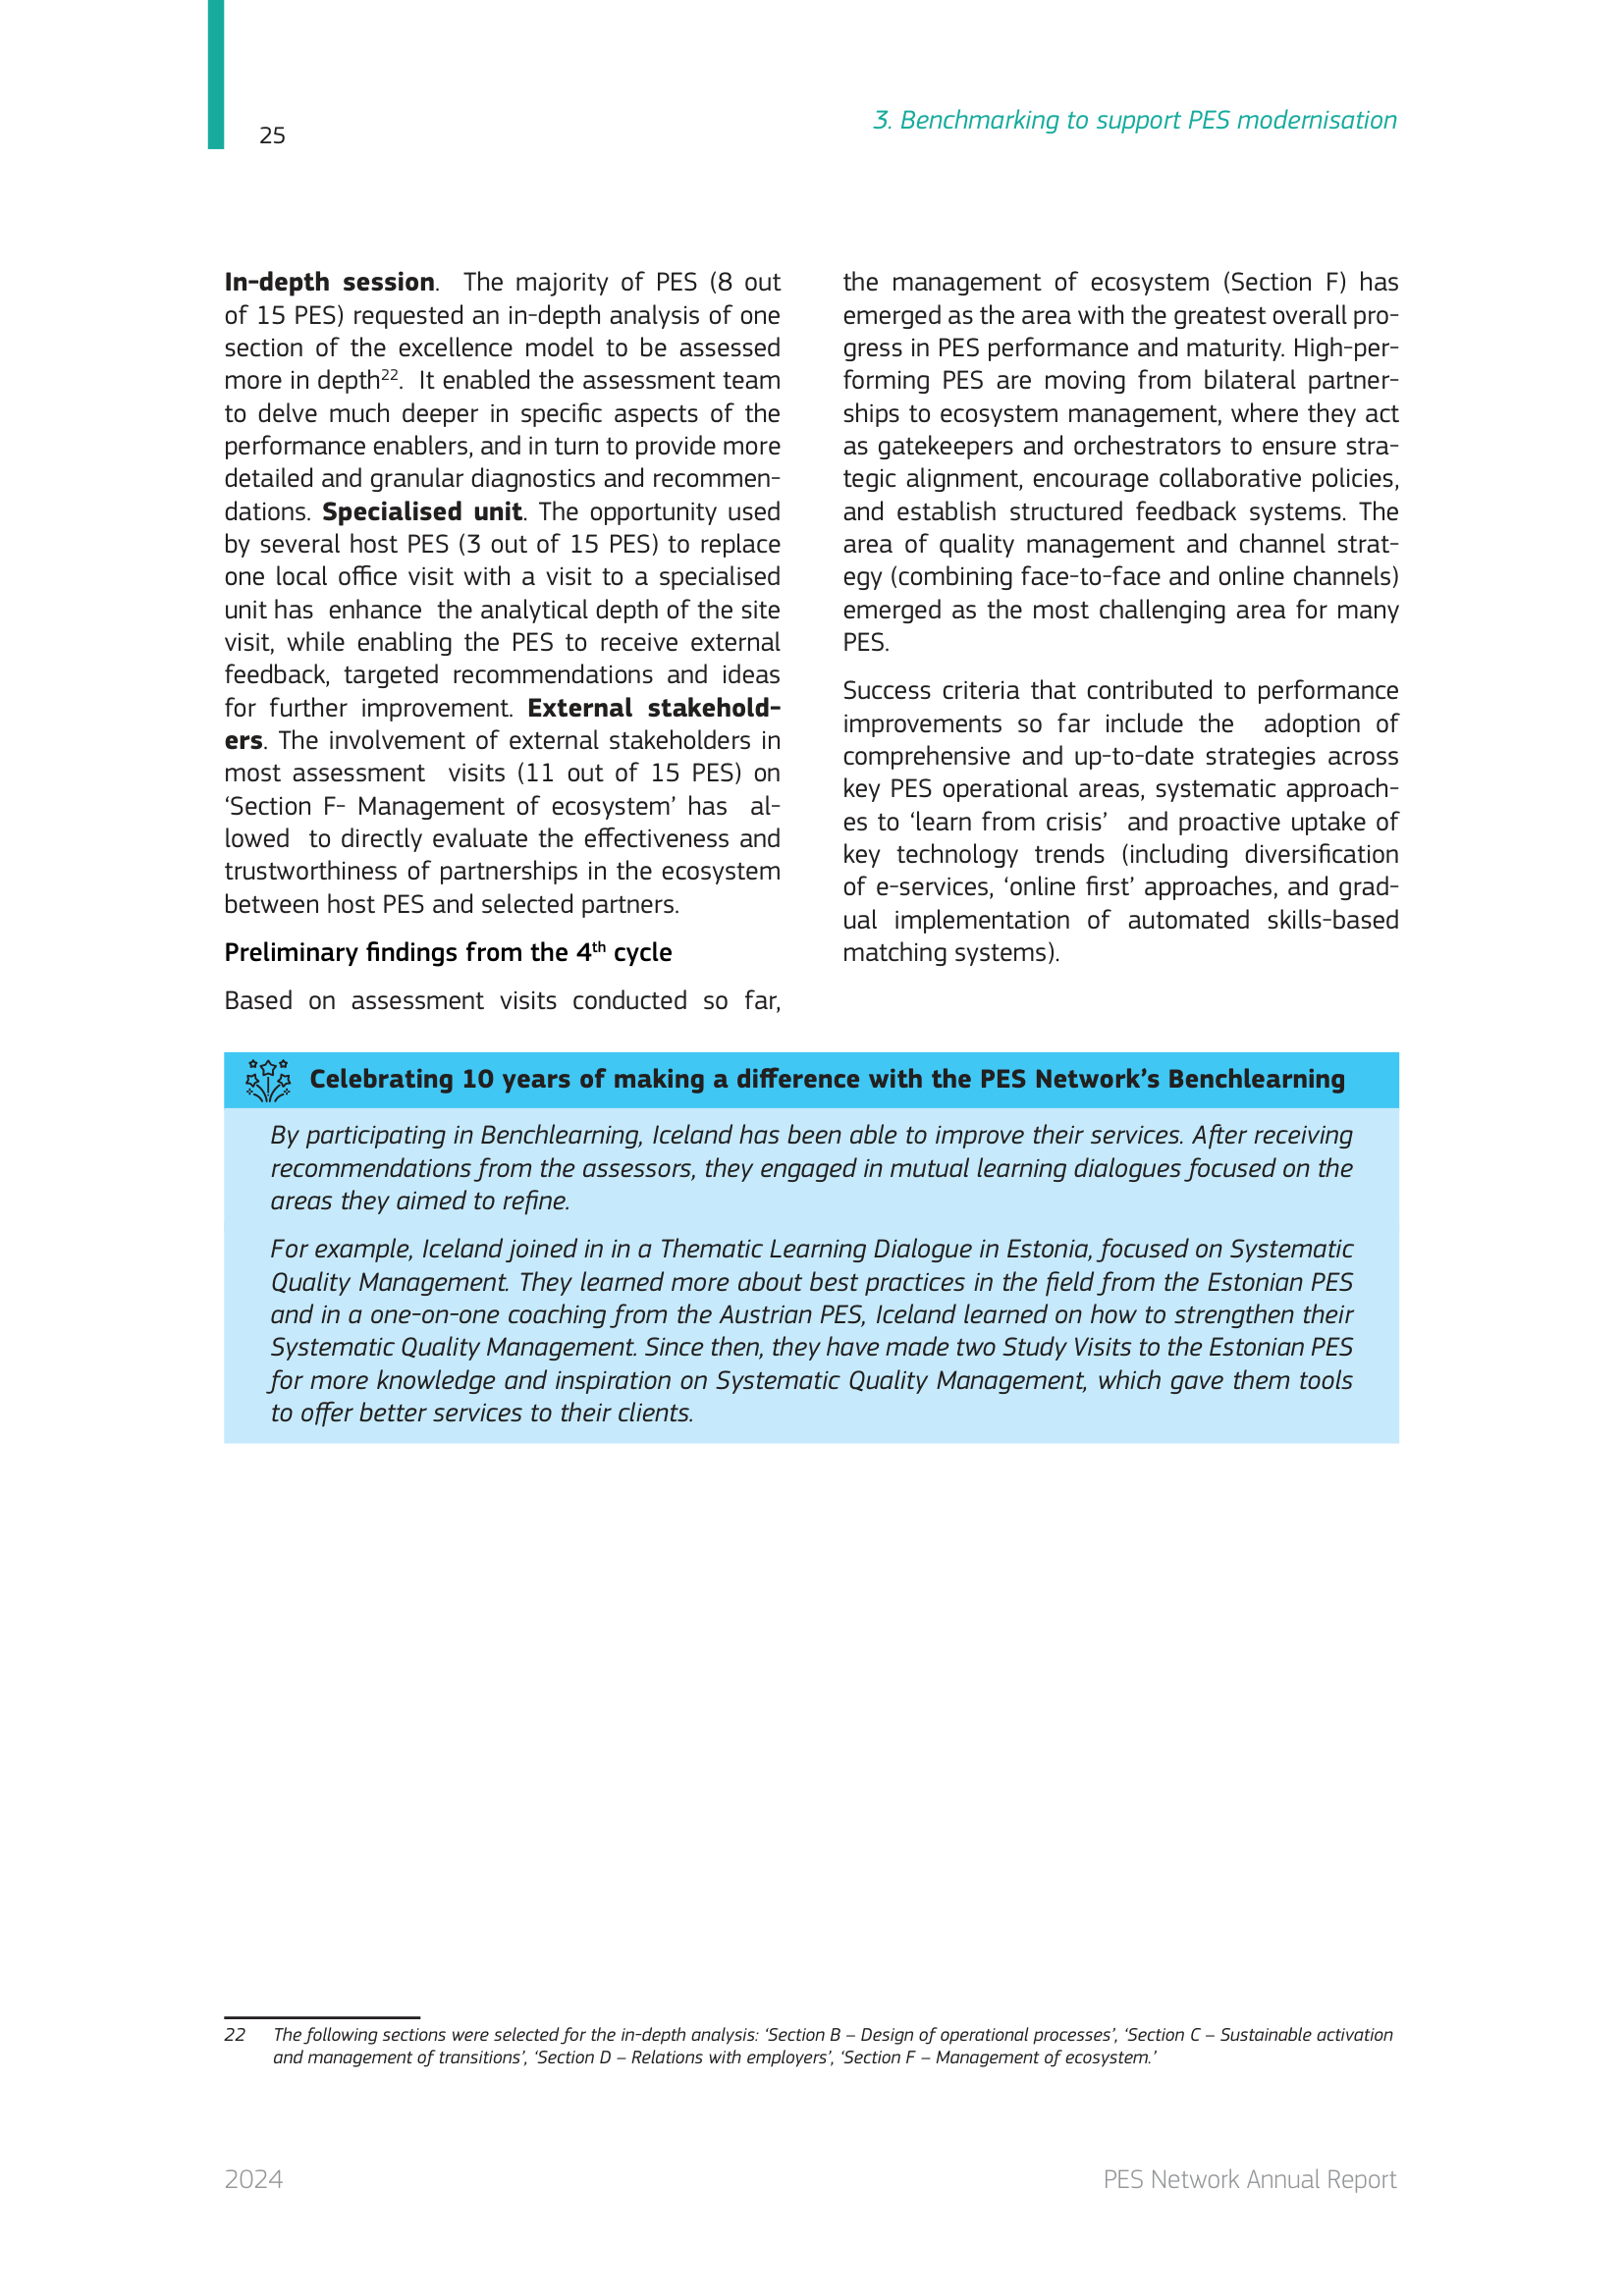 25
3. Benchmarking to support PES modernisation
In-depth session. The majority of PES (8 out
of 15 PES) requested an in-depth analysis of one
section of the excellence model to be assessed
more in depth22. It enabled the assessment team
to delve much deeper in specific aspects of the
performance enablers, and in turn to provide more
detailed and granular diagnostics and recommen-
dations. Specialised unit. The opportunity used
by several host PES (3 out of 15 PES) to replace
one local office visit with a visit to a specialised
unit has enhance the analytical depth of the site
visit, while enabling the PES to receive external
feedback, targeted recommendations and ideas
for further improvement. External stakehold-
ers. The involvement of external stakeholders in
most assessment visits (11 out of 15 PES) on
‘Section F- Management of ecosystem’ has al-
lowed to directly evaluate the effectiveness and
trustworthiness of partnerships in the ecosystem
between host PES and selected partners.
Preliminary findings from the 4th cycle
Based on assessment visits conducted so far,
the management of ecosystem (Section F) has
emerged as the area with the greatest overall pro-
gress in PES performance and maturity. High-per-
forming PES are moving from bilateral partner-
ships to ecosystem management, where they act
as gatekeepers and orchestrators to ensure stra-
tegic alignment, encourage collaborative policies,
and establish structured feedback systems. The
area of quality management and channel strat-
egy (combining face-to-face and online channels)
emerged as the most challenging area for many
PES.
Success criteria that contributed to performance
improvements so far include the adoption of
comprehensive and up-to-date strategies across
key PES operational areas, systematic approach-
es to ‘learn from crisis’ and proactive uptake of
key technology trends (including diversification
of e-services, ‘online first’ approaches, and grad-
ual implementation of automated skills-based
matching systems).
Celebrating 10 years of making a difference with the PES Network’s Benchlearning
By participating in Benchlearning, Iceland has been able to improve their services. After receiving
recommendations from the assessors, they engaged in mutual learning dialogues focused on the
areas they aimed to refine.
For example, Iceland joined in in a Thematic Learning Dialogue in Estonia, focused on Systematic
Quality Management. They learned more about best practices in the field from the Estonian PES
and in a one-on-one coaching from the Austrian PES, Iceland learned on how to strengthen their
Systematic Quality Management. Since then, they have made two Study Visits to the Estonian PES
for more knowledge and inspiration on Systematic Quality Management, which gave them tools
to offer better services to their clients.
22 The following sections were selected for the in-depth analysis: ‘Section B – Design of operational processes’, ‘Section C – Sustainable activation
and management of transitions’, ‘Section D – Relations with employers’, ‘Section F – Management of ecosystem.’
2024
PES Network Annual Report